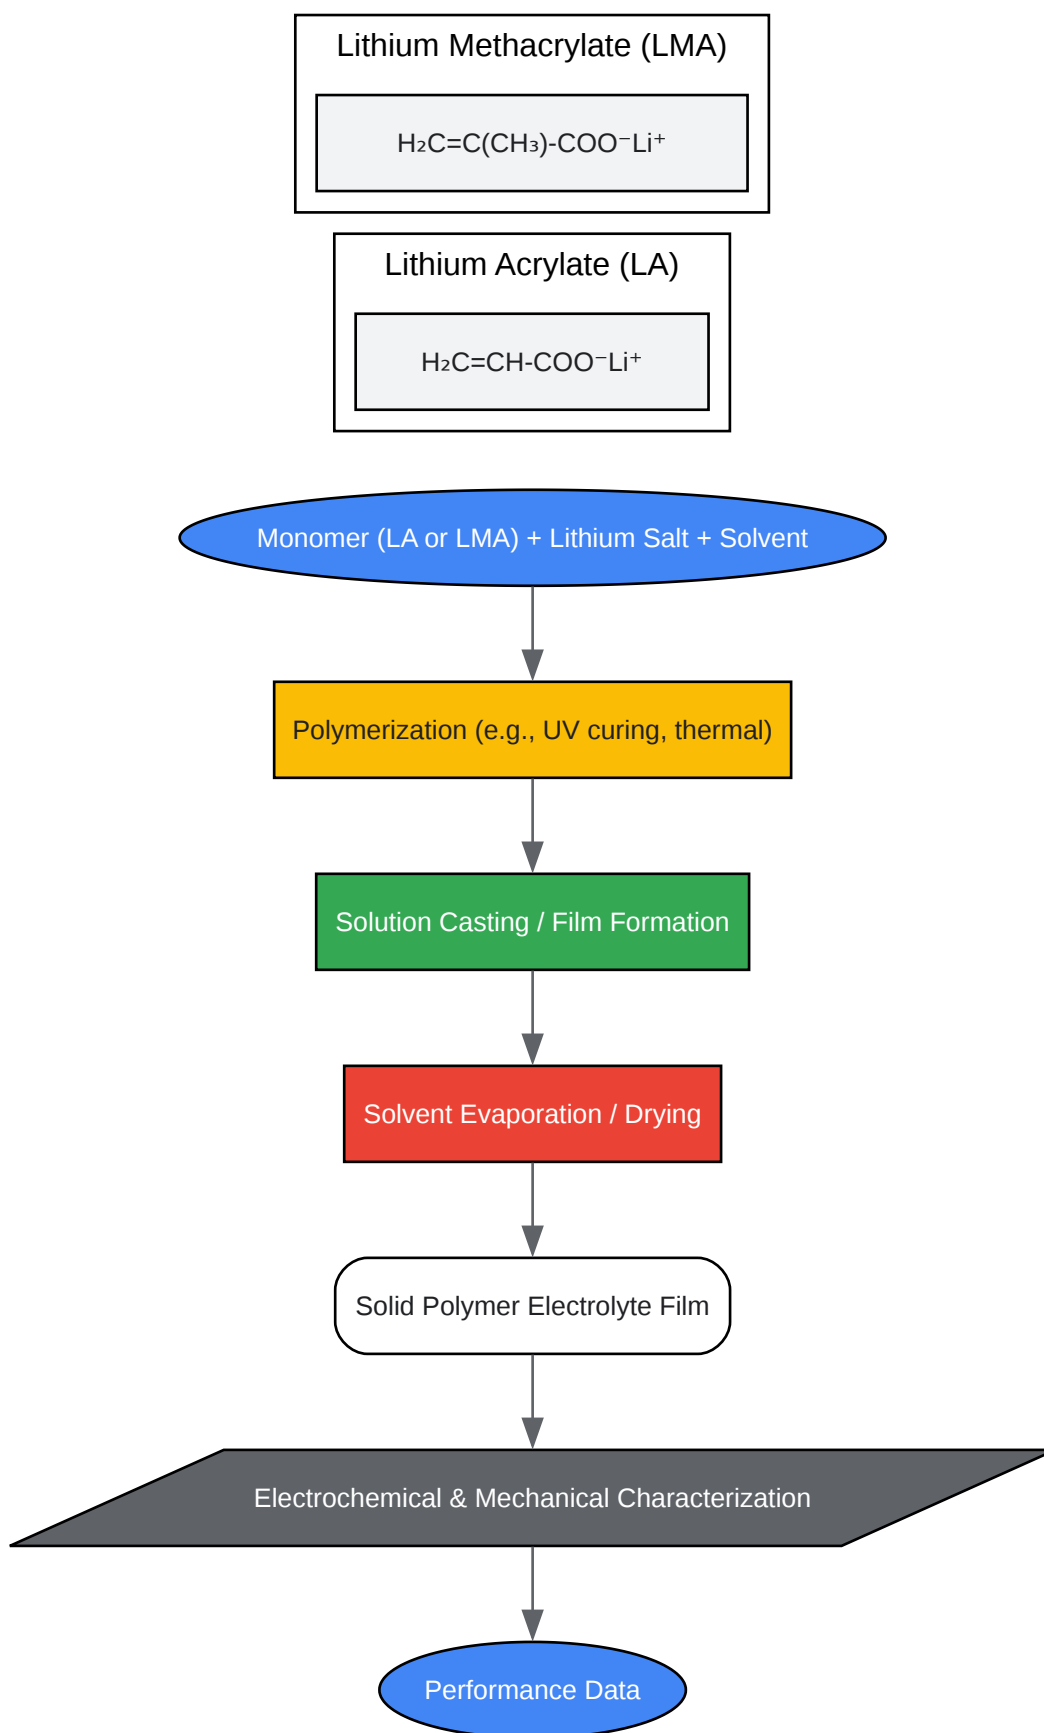 Lithium Methacrylate (LMA)
H₂C=C(CH₃)-COO⁻Li⁺
Lithium Acrylate (LA)
H₂C=CH-COO⁻Li⁺
Monomer (LA or LMA) + Lithium Salt + Solvent
Polymerization (e.g., UV curing, thermal)
Solution Casting / Film Formation
Solvent Evaporation / Drying
Solid Polymer Electrolyte Film
Electrochemical & Mechanical Characterization
Performance Data